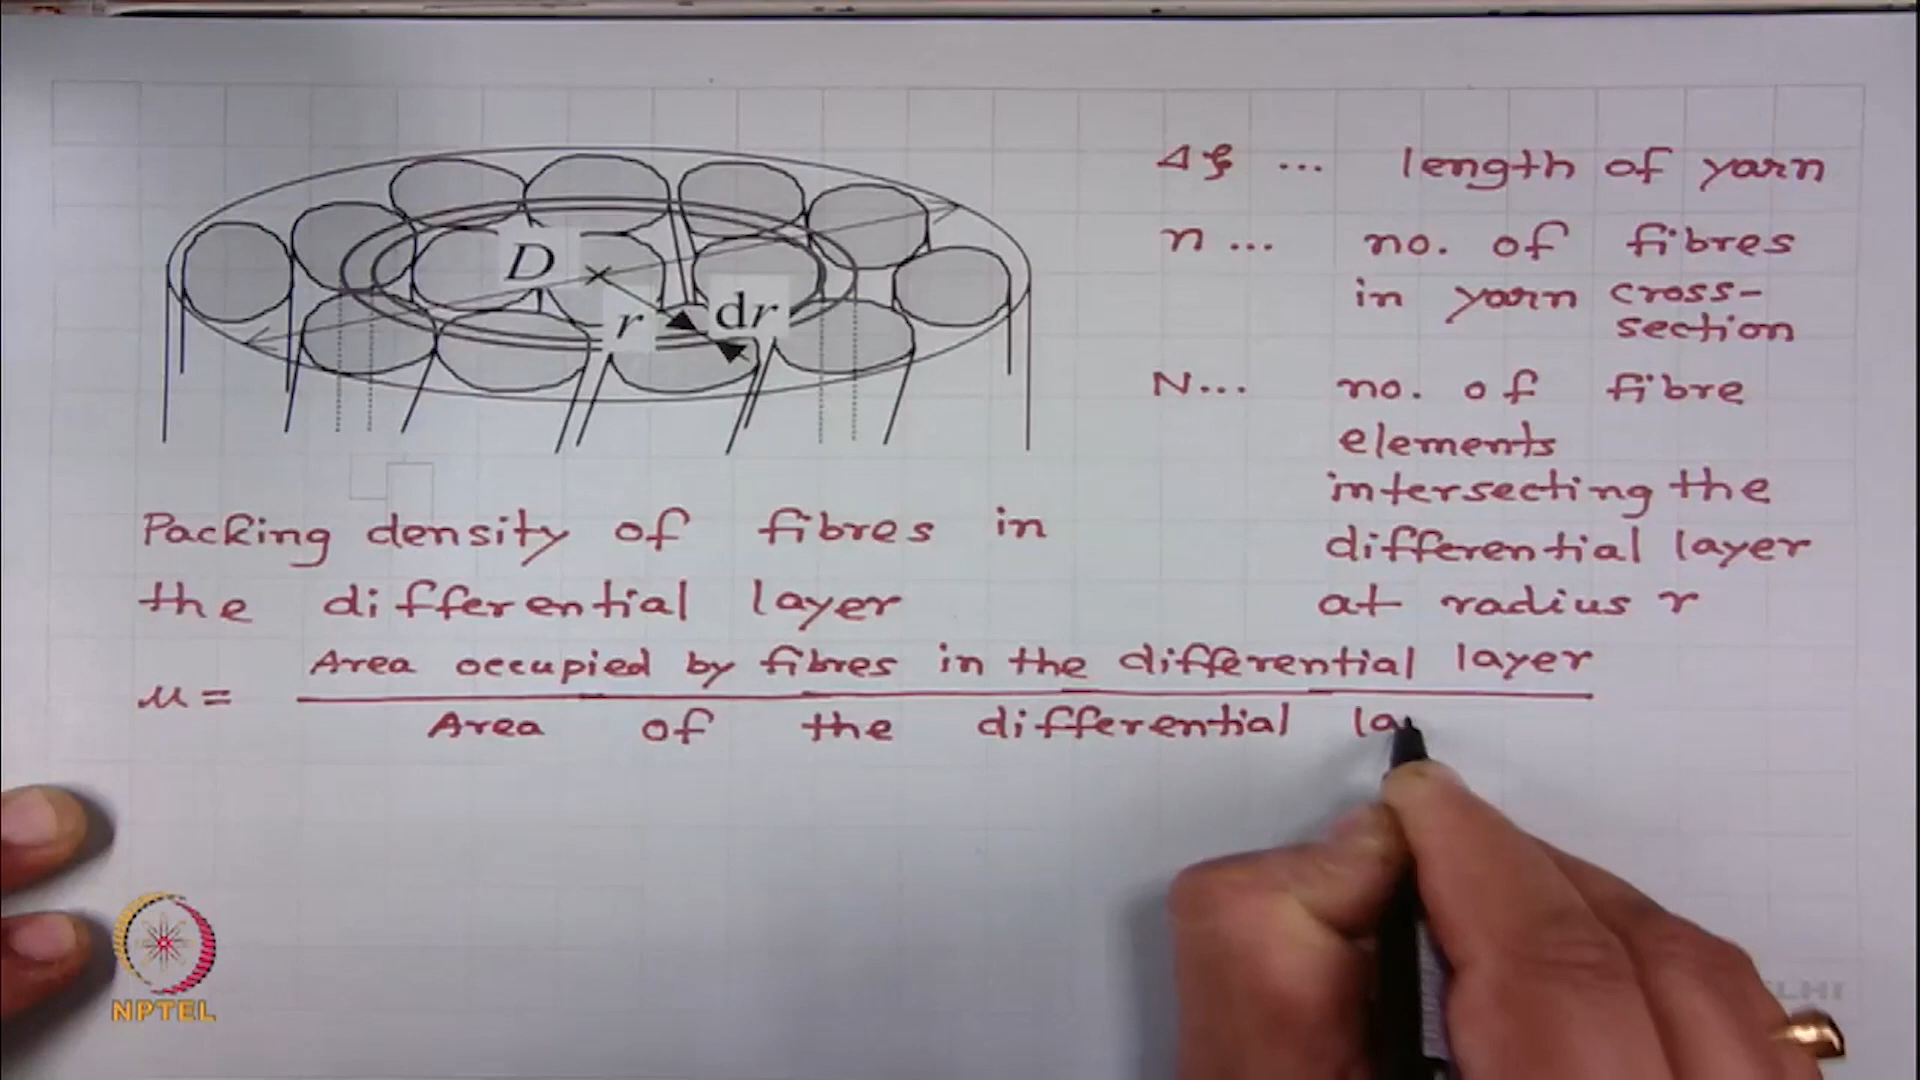 D
r
dr
Δξ ... length of yarn
n ... no. of fibres
in yarn cross-
section
N... no. of fibre
elements
intersecting the
differential layer
at radius r
Packing density of fibres in
the differential layer
μ = Area occupied by fibres in the differential layer
Area of the differential la
NPTEL